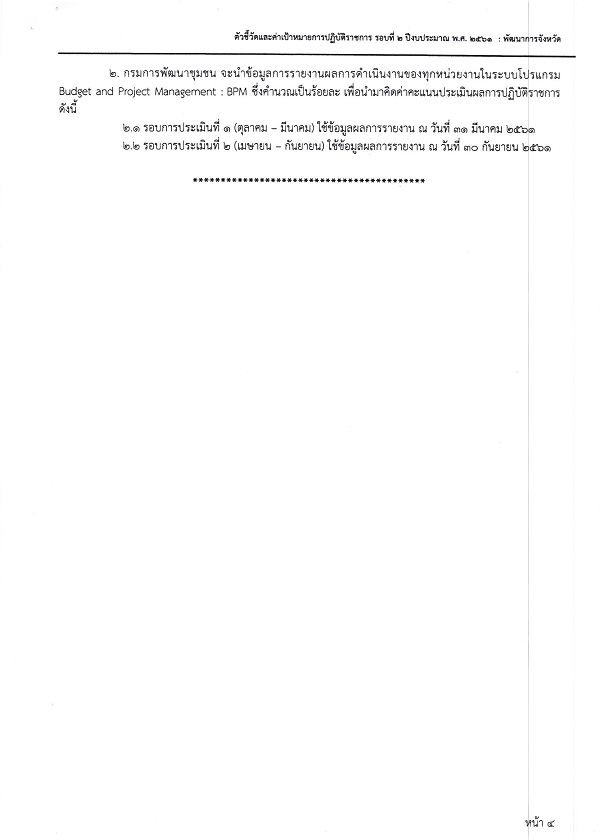 ตัวชี้วัดและค่าเป้าหมายการปฏิบัติราชการ รอบที่ ๒ ปีงบประมาณ พ.ศ. ๒๕๖๑ : พัฒนาการจังหวัด
๒. กรมการพัฒนาชุมชน จะนำข้อมูลการรายงานผลการดำเนินงานของทุกหน่วยงานในระบบโปรแกรม
Budget and Project Management : BPM ซึ่งคำนวณเป็นร้อยละ เพื่อนำมาคิดค่าคะแนนประเมินผลการปฏิบัติราชการ
ดังนี้
๒.๑ รอบการประเมินที่ ๑ (ตุลาคม – มีนาคม) ใช้ข้อมูลผลการรายงาน ณ วันที่ ๓๑ มีนาคม ๒๕๖๑
๒.๒ รอบการประเมินที่ ๒ (เมษายน – กันยายน) ใช้ข้อมูลผลการรายงาน ณ วันที่ ๓๐ กันยายน ๒๕๖๑
******************************************
หน้า ๔